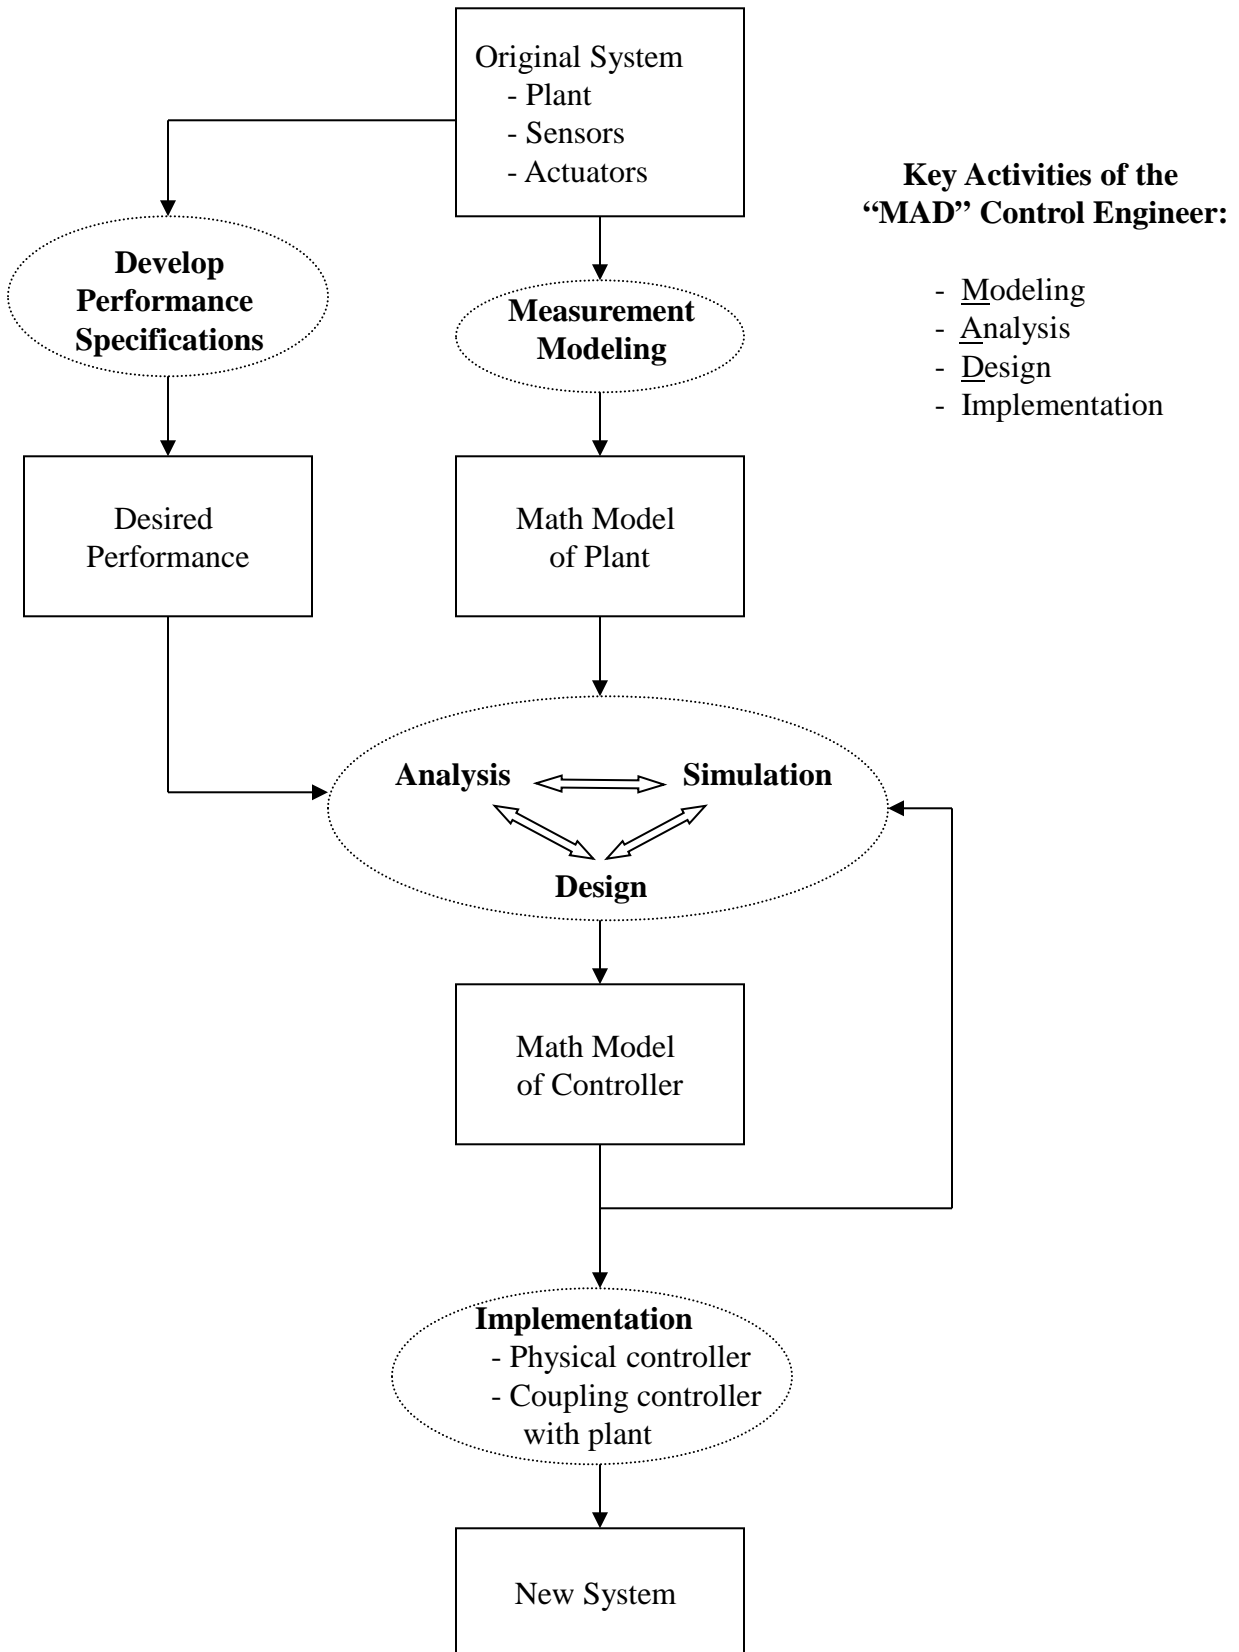 Original System
- Plant
- Sensors
- Actuators
Key Activities of the
“MAD” Control Engineer:
- Modeling
- Analysis
- Design
- Implementation
Develop
Performance
Specifications
Measurement
Modeling
Desired
Performance
Math Model
of Plant
Analysis
Simulation
Design
Math Model
of Controller
Implementation
- Physical controller
- Coupling controller
with plant
New System